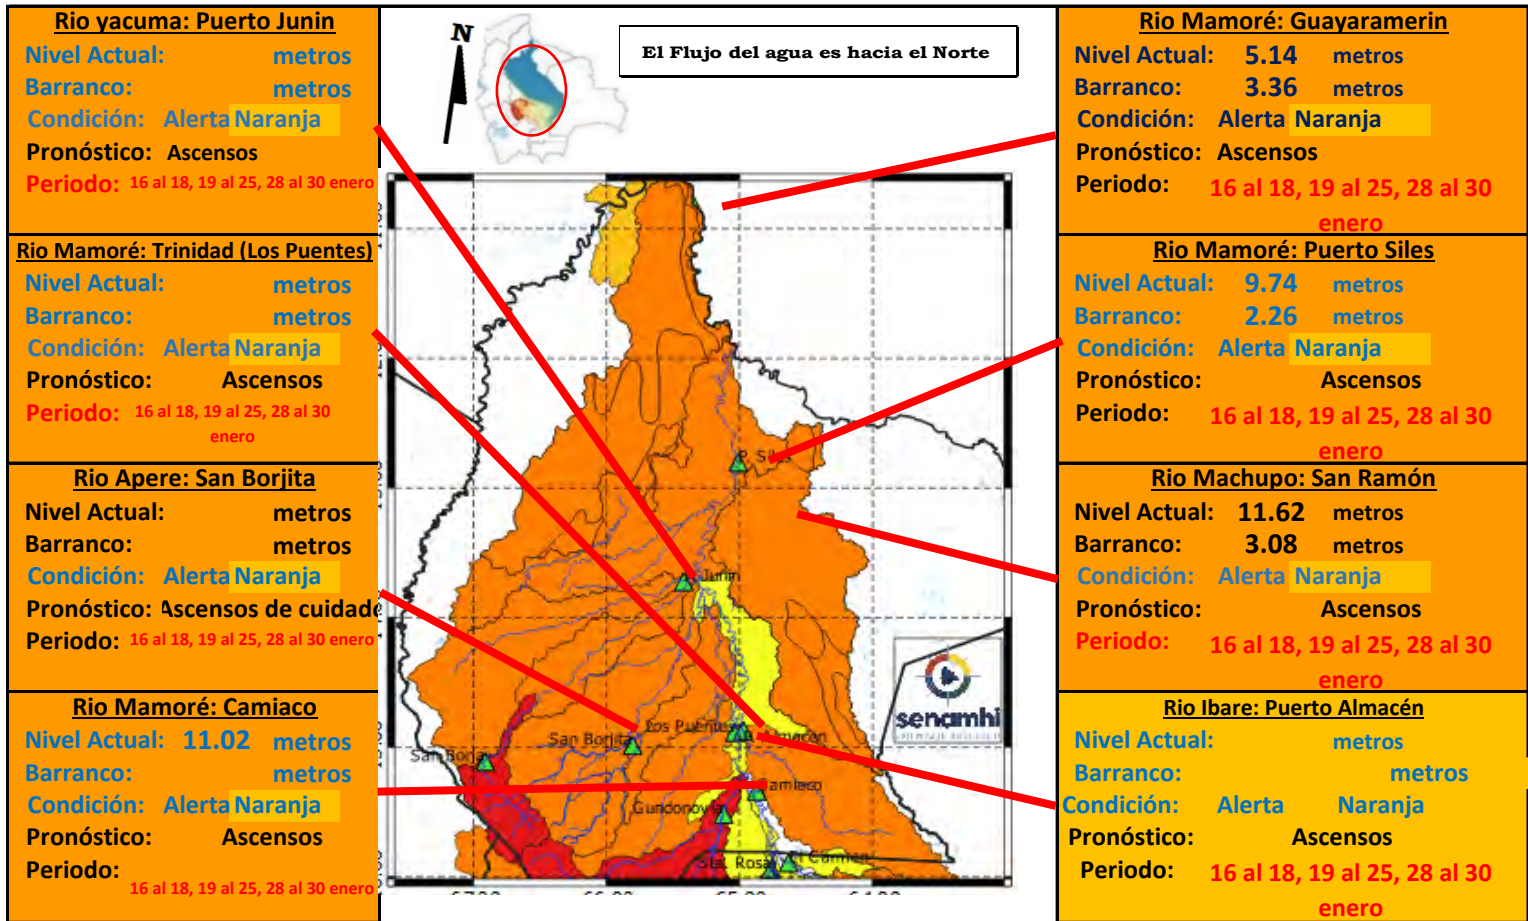 Rio yacuma: Puerto Junin
Nivel Actual: metros
Barranco: metros
Condición: Alerta Naranja
Pronóstico: Ascensos
Periodo: 16 al 18, 19 al 25, 28 al 30 enero
Rio Mamoré: Trinidad (Los Puentes)
Nivel Actual: metros
Barranco: metros
Condición: Alerta Naranja
Pronóstico: Ascensos
Periodo: 16 al 18, 19 al 25, 28 al 30
enero
Rio Apere: San Borjita
Nivel Actual: metros
Barranco: metros
Condición: Alerta Naranja
Pronóstico: Ascensos de cuidado
Periodo: 16 al 18, 19 al 25, 28 al 30 enero
Rio Mamoré: Camiaco
Nivel Actual: 11.02 metros
Barranco: metros
Condición: Alerta Naranja
Pronóstico: Ascensos
Periodo:
16 al 18, 19 al 25, 28 al 30 enero
N
El Flujo del agua es hacia el Norte
P. Siles
Junin
Los Puentes
Almacen
San Borjita
San Borja
Camiaco
Gundonovia
Sta. Rosa
El Carmen
senamhi
Rio Mamoré: Guayaramerin
Nivel Actual: 5.14 metros
Barranco: 3.36 metros
Condición: Alerta Naranja
Pronóstico: Ascensos
Periodo: 16 al 18, 19 al 25, 28 al 30
enero
Rio Mamoré: Puerto Siles
Nivel Actual: 9.74 metros
Barranco: 2.26 metros
Condición: Alerta Naranja
Pronóstico: Ascensos
Periodo: 16 al 18, 19 al 25, 28 al 30
enero
Rio Machupo: San Ramón
Nivel Actual: 11.62 metros
Barranco: 3.08 metros
Condición: Alerta Naranja
Pronóstico: Ascensos
Periodo: 16 al 18, 19 al 25, 28 al 30
enero
Rio Ibare: Puerto Almacén
Nivel Actual: metros
Barranco: metros
Condición: Alerta Naranja
Pronóstico: Ascensos
Periodo: 16 al 18, 19 al 25, 28 al 30
enero